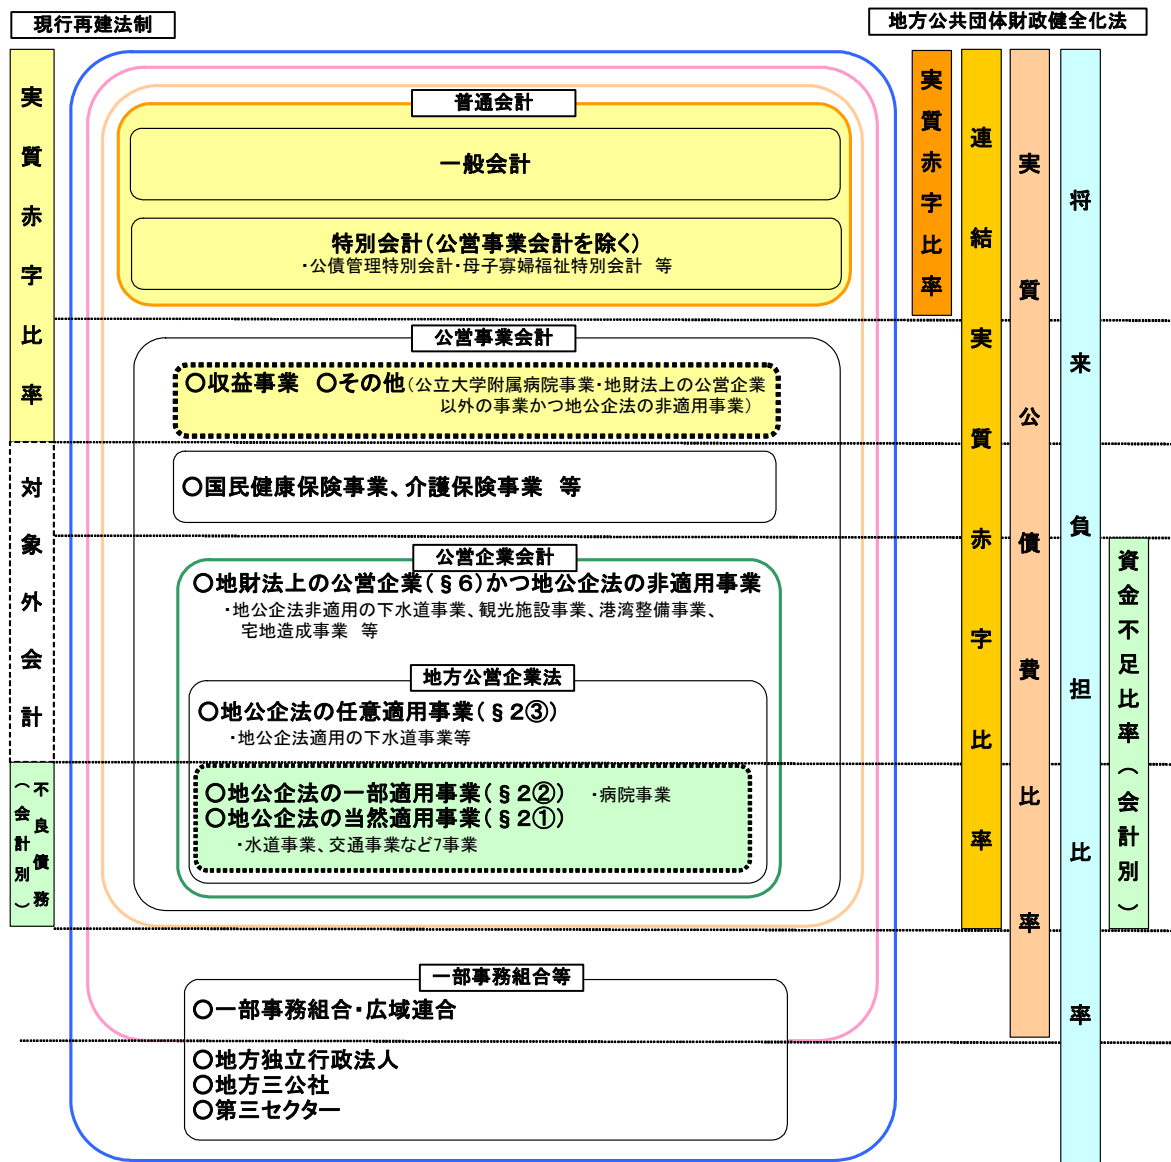 現行再建法制
地方公共団体財政健全化法
実質赤字比率
対象外会計
不良債務
（会計別）
普通会計
一般会計
特別会計（公営事業会計を除く）
・公債管理特別会計・母子寡婦福祉特別会計　等
公営事業会計
〇収益事業　〇その他（公立大学附属病院事業・地財法上の公営企業
以外の事業かつ地公企法の非適用事業）
〇国民健康保険事業、介護保険事業　等
公営企業会計
〇地財法上の公営企業（§６）かつ地公企法の非適用事業
・地公企法非適用の下水道事業、観光施設事業、港湾整備事業、
宅地造成事業　等
地方公営企業法
〇地公企法の任意適用事業（§２③）
・地公企法適用の下水道事業等
〇地公企法の一部適用事業（§２②）　・病院事業
〇地公企法の当然適用事業（§２①）
・水道事業、交通事業など7事業
一部事務組合等
〇一部事務組合・広域連合
〇地方独立行政法人
〇地方三公社
〇第三セクター
実質赤字比率
連結実質赤字比率
実質公債費比率
将来負担比率
資金不足比率（会計別）